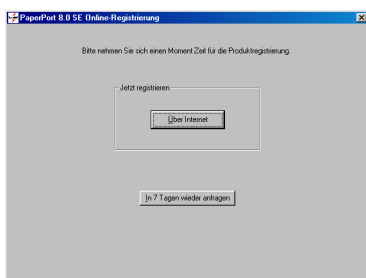 PaperPort 8.0 SE Online-Registrierung
Bitte nehmen Sie sich einen Moment Zeit für die Produktregistrierung.
Jetzt registrieren
Über Internet
In 7 Tagen wieder anfragen